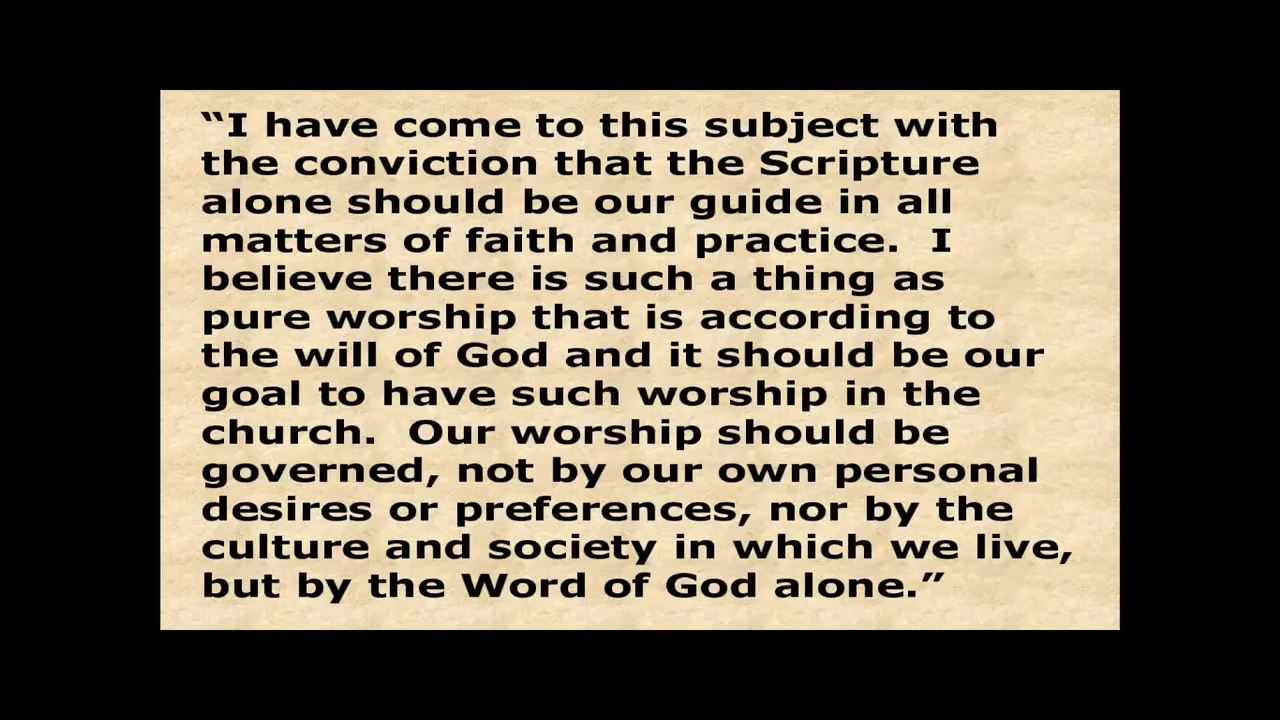 “I have come to this subject with
the conviction that the Scripture
alone should be our guide in all
matters of faith and practice.  I
believe there is such a thing as
pure worship that is according to
the will of God and it should be our
goal to have such worship in the
church.  Our worship should be
governed, not by our own personal
desires or preferences, nor by the
culture and society in which we live,
but by the Word of God alone.”